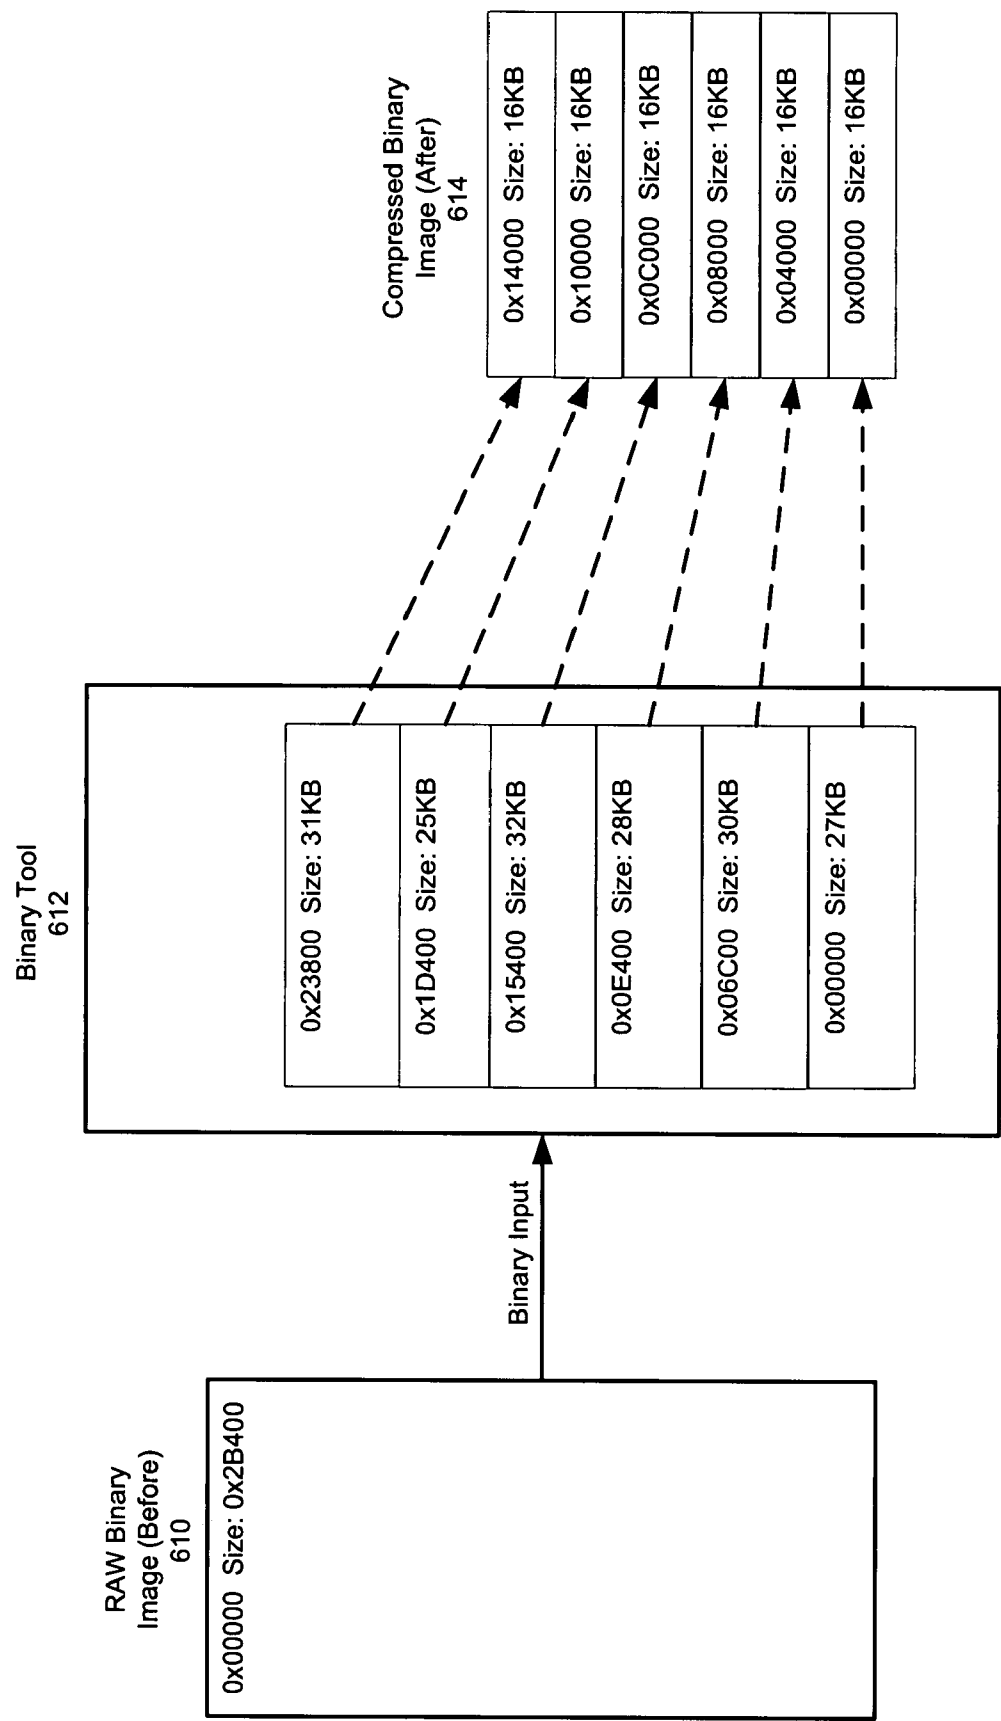 RAW Binary
Image (Before)
610
0x00000 Size: 0x2B400
Binary Input
Binary Tool
612
0x23800 Size: 31KB
0x1D400 Size: 25KB
0x15400 Size: 32KB
0x0E400 Size: 28KB
0x06C00 Size: 30KB
0x00000 Size: 27KB
Compressed Binary
Image (After)
614
0x14000 Size: 16KB
0x10000 Size: 16KB
0x0C000 Size: 16KB
0x08000 Size: 16KB
0x04000 Size: 16KB
0x00000 Size: 16KB